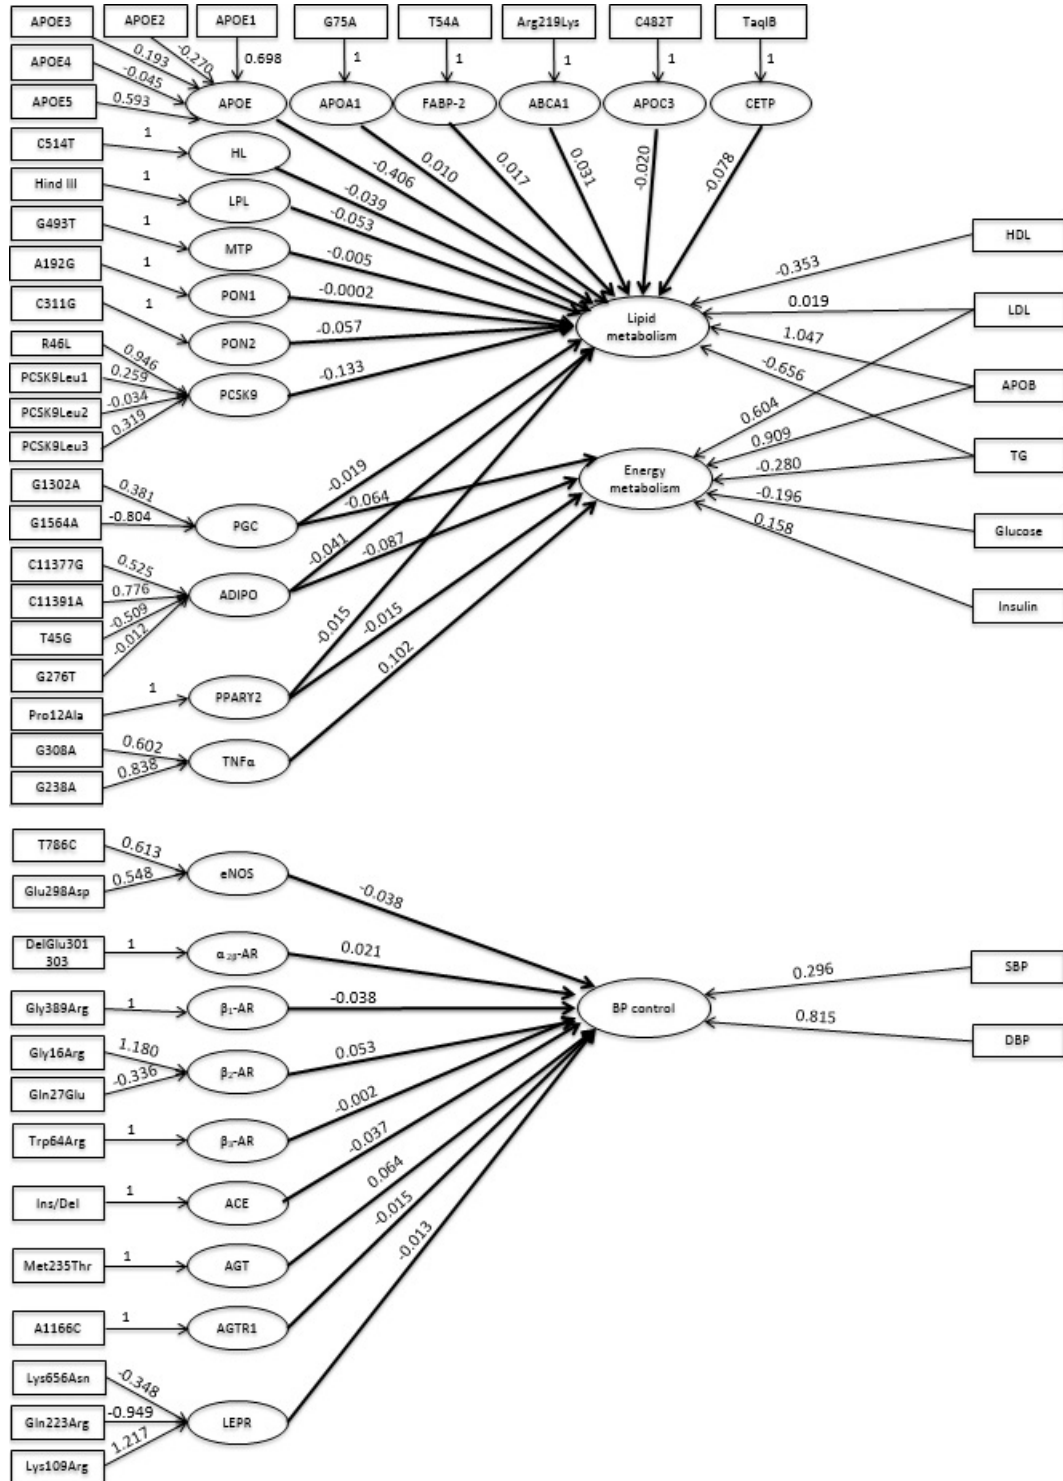 APOE3
APOE2
APOE1
G75A
T54A
Arg219Lys
C482T
TaqIB
0.193
-0.270
0.698
1
1
1
1
1
APOE4
-0.045
APOE5
0.593
APOE
APOA1
FABP-2
ABCA1
APOC3
CETP
C514T
1
HL
-0.406
0.010
0.017
0.031
-0.020
-0.078
Hind III
1
LPL
-0.039
-0.053
G493T
1
MTP
-0.005
HDL
-0.353
A192G
1
PON1
-0.0002
C311G
1
PON2
-0.057
Lipid
metabolism
0.019
LDL
R46L
0.946
1.047
PCSK9Leu1
0.259
PCSK9
-0.133
-0.656
APOB
PCSK9Leu2
-0.034
0.604
PCSK9Leu3
0.319
0.909
TG
G1302A
0.381
-0.019
Energy
metabolism
-0.280
G1564A
-0.804
PGC
-0.064
-0.196
Glucose
0.158
C11377G
0.525
-0.041
-0.087
C11391A
0.776
ADIPO
Insulin
T45G
-0.509
-0.015
-0.015
G276T
-0.012
0.102
Pro12Ala
1
PPARY2
G308A
0.602
TNFα
G238A
0.838
T786C
0.613
eNOS
-0.038
Glu298Asp
0.548
DelGlu301
303
1
α₂ᵦ-AR
0.021
0.296
SBP
Gly389Arg
1
β₁-AR
-0.038
BP control
0.815
DBP
Gly16Arg
1.180
β₂-AR
0.053
Gln27Glu
-0.336
-0.002
Trp64Arg
1
β₃-AR
-0.037
Ins/Del
1
ACE
0.064
-0.015
-0.013
Met235Thr
1
AGT
A1166C
1
AGTR1
Lys656Asn
-0.348
Gln223Arg
-0.949
LEPR
Lys109Arg
1.217